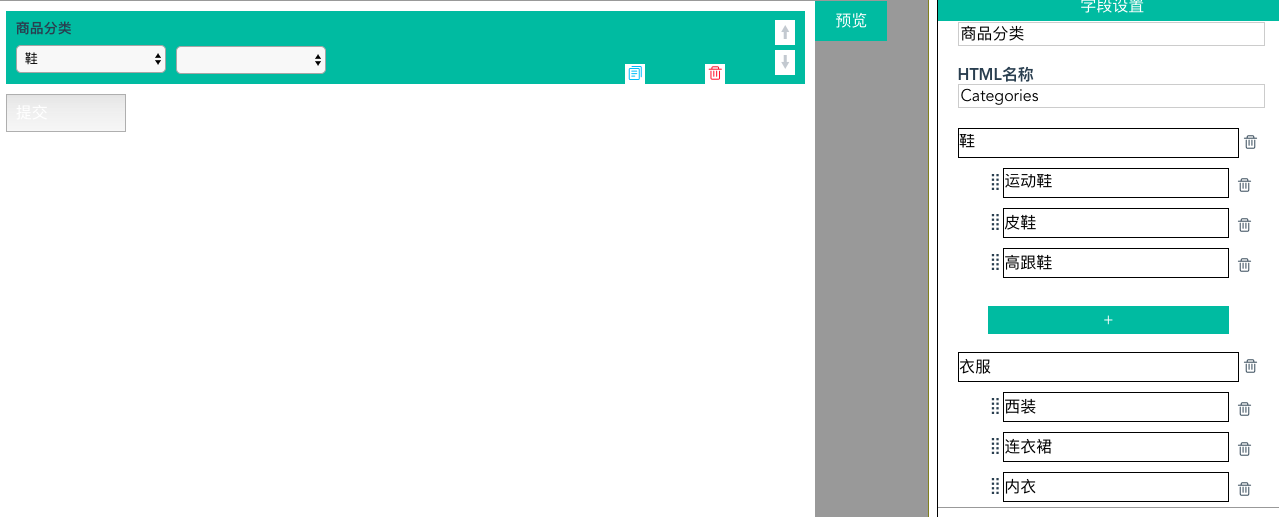 商品分类
鞋
提交
预览
字段设置
商品分类
HTML名称
Categories
鞋
运动鞋
皮鞋
高跟鞋
+
衣服
西装
连衣裙
内衣